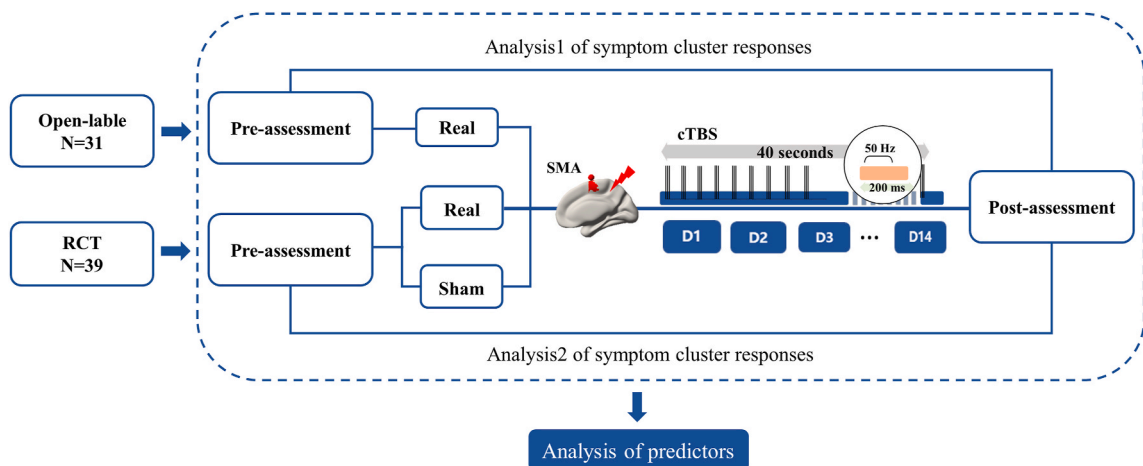 Analysis1 of symptom cluster responses
Open-lable
N=31
Pre-assessment
Real
cTBS
40 seconds
50 Hz
200 ms
SMA
Real
D1
D2
D3
•••
D14
Post-assessment
RCT
N=39
Pre-assessment
Sham
Analysis2 of symptom cluster responses
Analysis of predictors